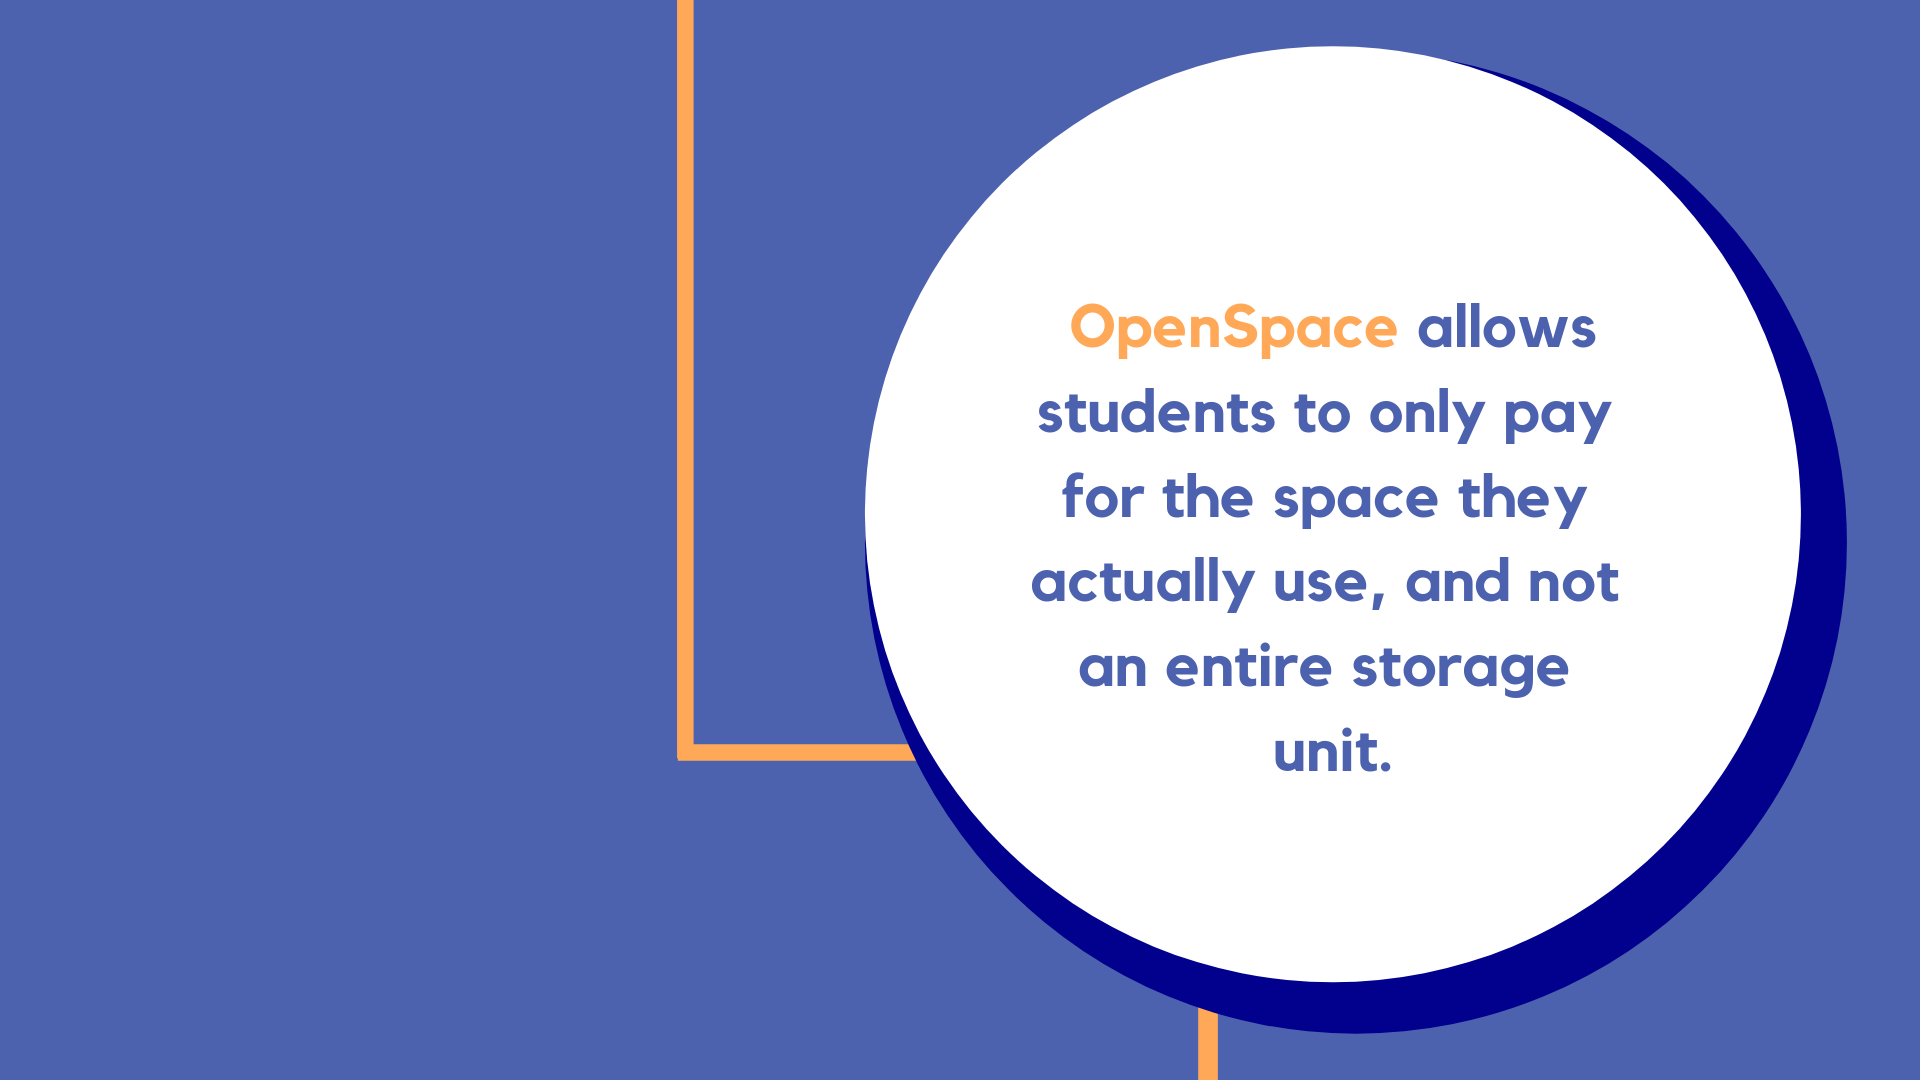 OpenSpace allows
students to only pay
for the space they
actually use, and not
an entire storage
unit.